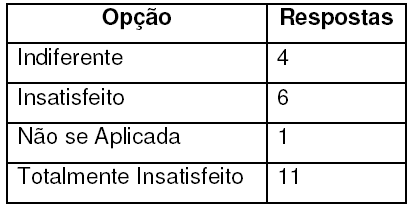 Opção Respostas
Indiferente 4
Insatisfeito 6
Não se Aplicada 1
Totalmente Insatisfeito 11